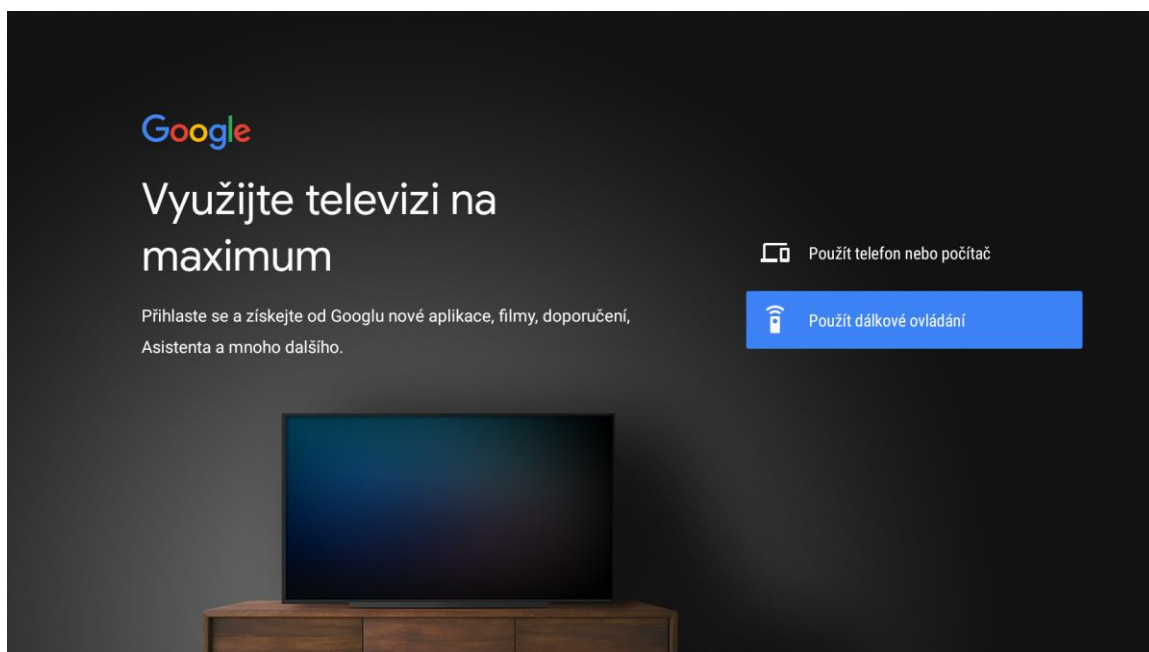 Google
Využijte televizi na
maximum
Přihlaste se a získejte od Googlu nové aplikace, filmy, doporučení,
Asistenta a mnoho dalšího.
Použít telefon nebo počítač
Použít dálkové ovládání